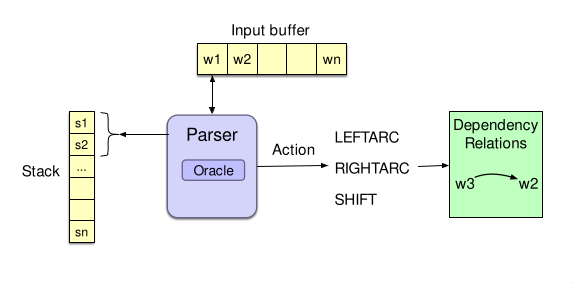 Input buffer
w1 w2 wn
s1
s2
...
sn
Stack
Parser
Oracle
Action
LEFTARC
RIGHTARC
SHIFT
Dependency
Relations
w3 w2